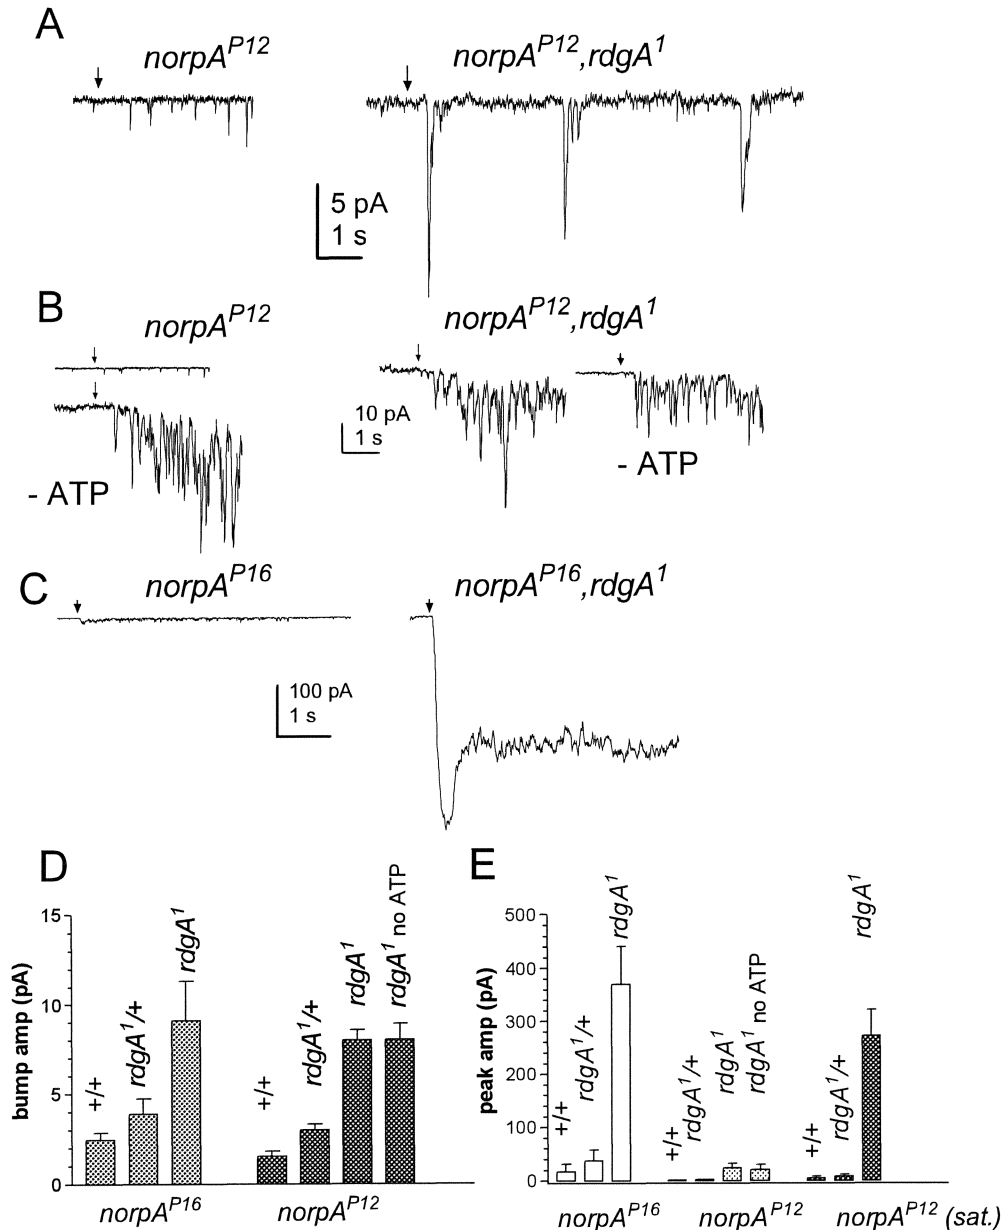 A
norpA^P12
norpA^P12,rdgA^1
5 pA
1 s
B
norpA^P12
norpA^P12,rdgA^1
10 pA
1 s
- ATP
- ATP
C
norpA^P16
norpA^P16,rdgA^1
100 pA
1 s
D
bump amp (pA)
15
10
5
0
+/+
rdgA^1/+
rdgA^1
+/+
rdgA^1/+
rdgA^1
rdgA^1 no ATP
norpA^P16
norpA^P12
E
peak amp (pA)
500
400
300
200
100
0
+/+
rdgA^1/+
rdgA^1
+/+
rdgA^1/+
rdgA^1
rdgA^1 no ATP
+/+
rdgA^1/+
rdgA^1
norpA^P16
norpA^P12
norpA^P12 (sat.)